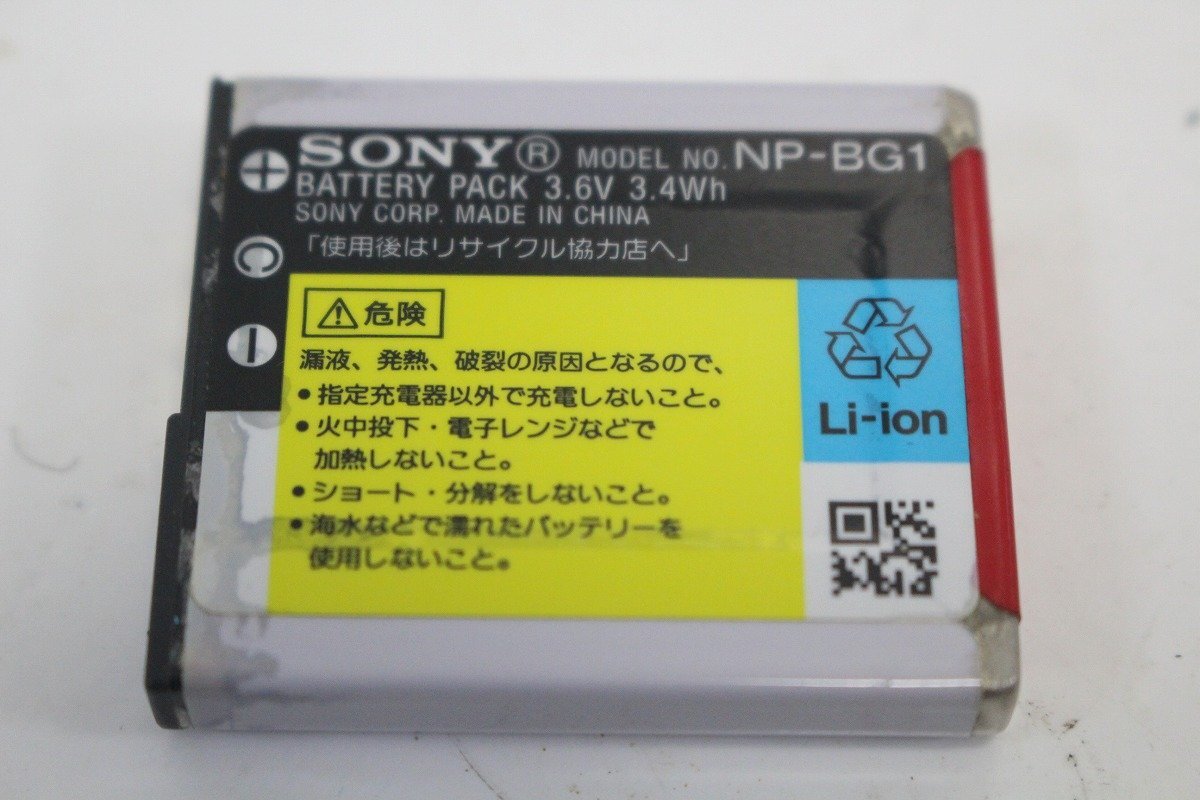 SONY® MODEL NO. NP-BG1
BATTERY PACK 3.6V 3.4Wh
SONY CORP. MADE IN CHINA
「使用後はリサイクル協力店へ」
C
危険
漏液、発熱、破裂の原因となるので、
•指定充電器以外で充電しないこと。
•火中投下・電子レンジなどで
加熱しないこと。
•ショート・分解をしないこと。
•海水などで濡れたバッテリーを
使用しないこと。
Li-ion